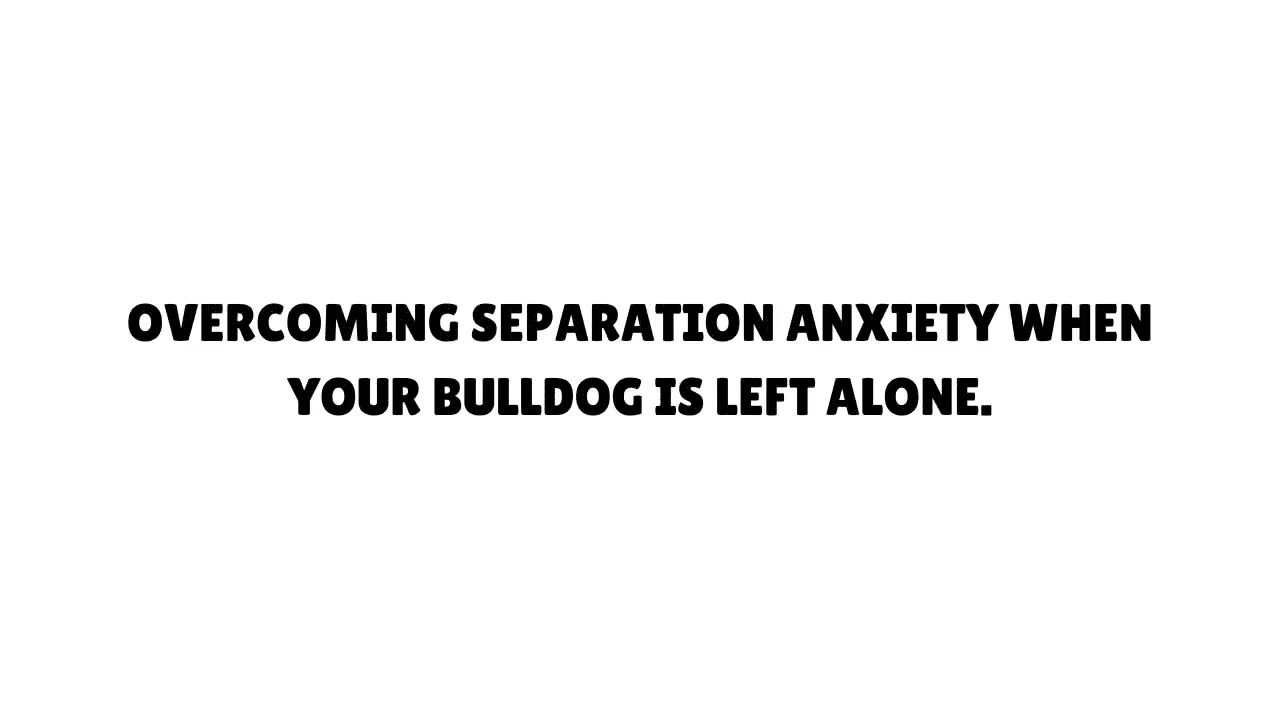 OVERCOMING SEPARATION ANXIETY WHEN
YOUR BULLDOG IS LEFT ALONE.